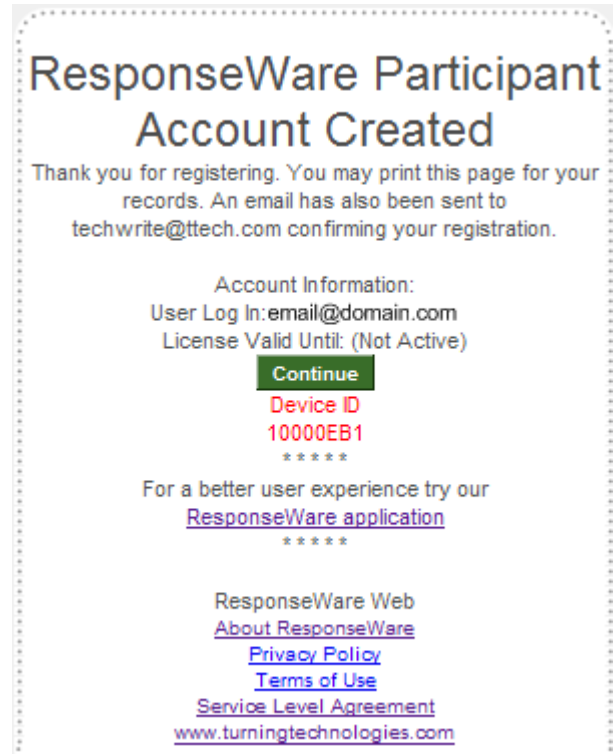 ResponseWare Participant
Account Created
Thank you for registering. You may print this page for your
records. An email has also been sent to
techwrite@ttech.com confirming your registration.
Account Information:
User Log In:email@domain.com
License Valid Until: (Not Active)
Continue
Device ID
10000EB1
* * * * *
For a better user experience try our
ResponseWare application
* * * * *
ResponseWare Web
About ResponseWare
Privacy Policy
Terms of Use
Service Level Agreement
www.turningtechnologies.com